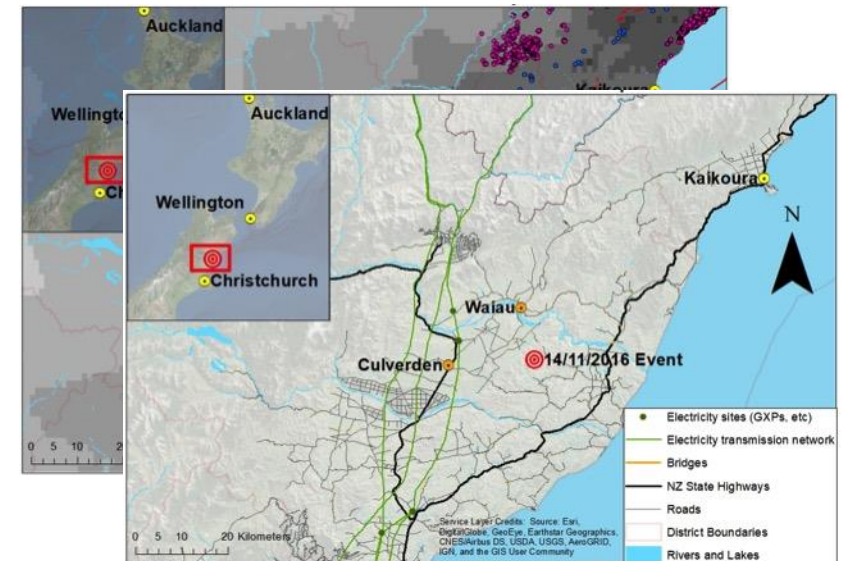 Auckland
Kaikoura
Wellingt
Ch
0 5 10 2
Auckland
Wellington
Christchurch
Kaikoura
N
Waiau
Culverden
14/11/2016 Event
Electricity sites (GXPs, etc)
Electricity transmission network
Bridges
NZ State Highways
Roads
District Boundaries
Rivers and Lakes
0 5 10 20 Kilometers
Service Layer Credits: Source: Esri,
DigitalGlobe, GeoEye, Earthstar Geographics,
CNES/Airbus DS, USDA, USGS, AeroGRID,
IGN, and the GIS User Community